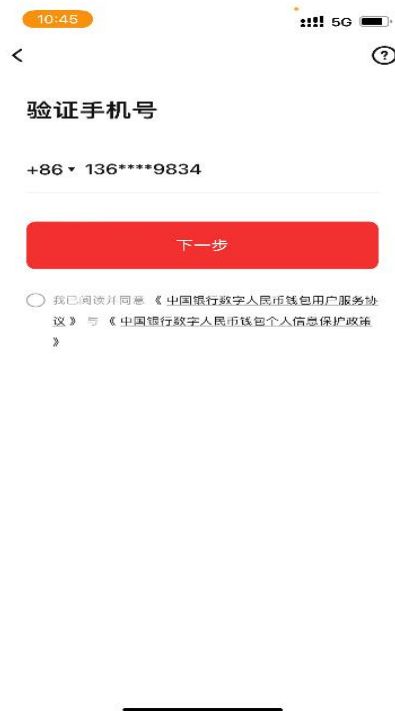 10:45
5G
验证手机号
+86 136****9834
下一步
我已阅读并同意《中国银行数字人民币钱包用户服务协
议》与《中国银行数字人民币钱包个人信息保护政策
》